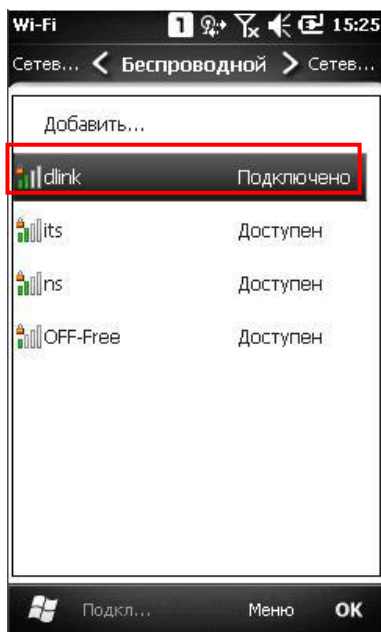 Wi-Fi 1 15:25
Сетев... Беспроводной Сетев...
Добавить...
dlink Подключено
its Доступен
ns Доступен
OFF-Free Доступен
Подкл... Меню OK